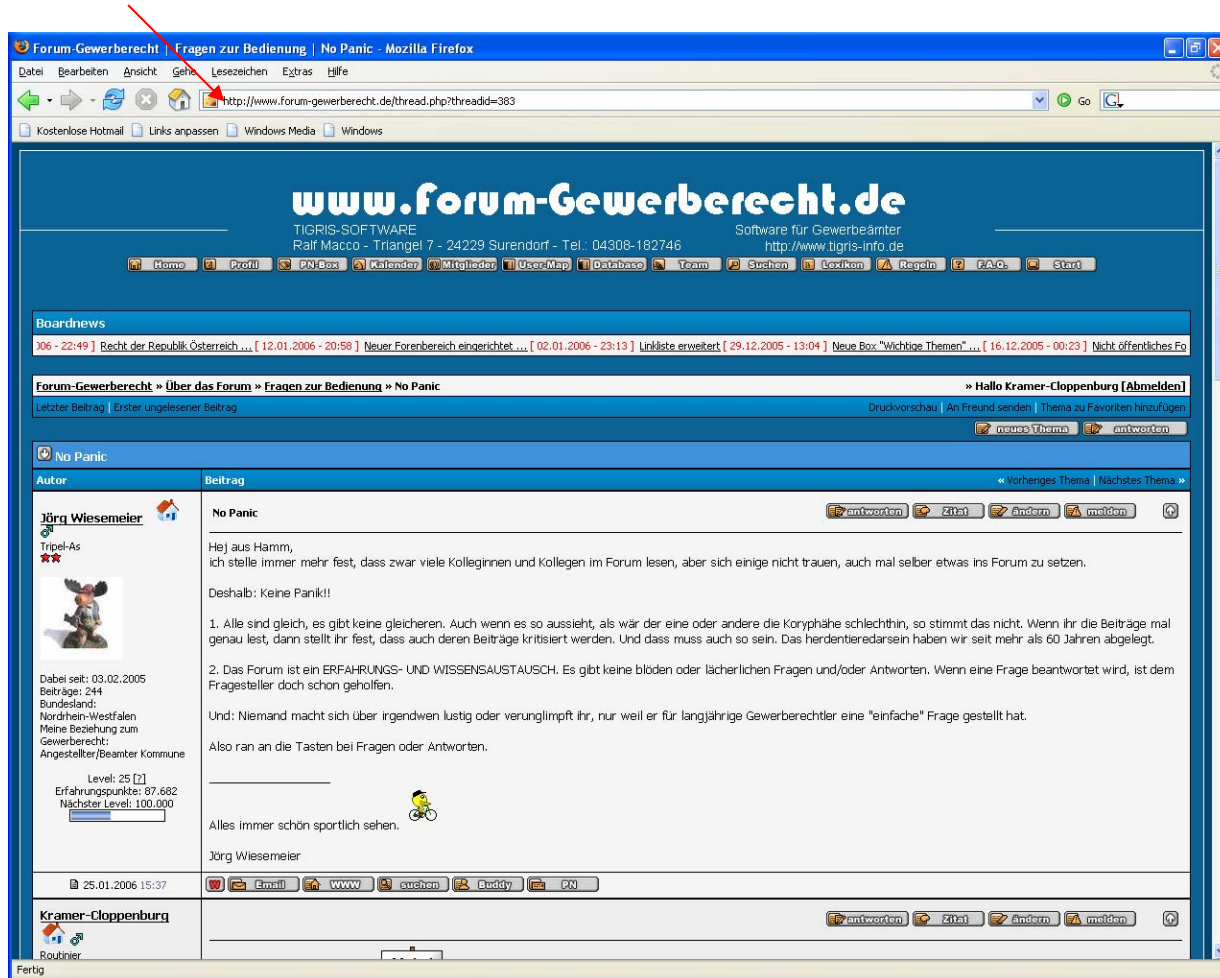 Forum-Gewerberecht | Fragen zur Bedienung | No Panic - Mozilla Firefox
Datei Bearbeiten Ansicht Gehe Lesezeichen Extras Hilfe
http://www.forum-gewerberecht.de/thread.php?threadid=383 Go
Kostenlose Hotmail Links anpassen Windows Media Windows
www.Forum-Gewerberecht.de
TIGRIS-SOFTWARE Software für Gewerbeämter
Ralf Macco - Triangel 7 - 24229 Surendorf - Tel.: 04308-182746 http://www.tigris-info.de
Home Profil PN-Box Kalender Mitglieder User-Map Database Team Suchen Lexikon Regeln F.A.Q. Start
Boardnews
006 - 22:49 ] Recht der Republik Österreich ... [ 12.01.2006 - 20:58 ] Neuer Forenbereich eingerichtet ... [ 02.01.2006 - 23:13 ] Linkliste erweitert [ 29.12.2005 - 13:04 ] Neue Box "Wichtige Themen" ... [ 16.12.2005 - 00:23 ] Nicht öffentliches Fo
Forum-Gewerberecht » Über das Forum » Fragen zur Bedienung » No Panic » Hallo Kramer-Cloppenburg [Abmelden]
Letzter Beitrag | Erster ungelesener Beitrag Druckvorschau | An Freund senden | Thema zu Favoriten hinzufügen
neues Thema antworten
No Panic
Autor Beitrag « Vorheriges Thema | Nächstes Thema »
Jörg Wiesemeier
Tripel-As
Dabei seit: 03.02.2005
Beiträge: 244
Bundesland:
Nordrhein-Westfalen
Meine Beziehung zum
Gewerberecht:
Angestellter/Beamter Kommune
Level: 25 [?]
Erfahrungspunkte: 87.682
Nächster Level: 100.000
No Panic antworten Zitat ändern melden
Hej aus Hamm,
ich stelle immer mehr fest, dass zwar viele Kolleginnen und Kollegen im Forum lesen, aber sich einige nicht trauen, auch mal selber etwas ins Forum zu setzen.
Deshalb: Keine Panik!!
1. Alle sind gleich, es gibt keine gleicheren. Auch wenn es so aussieht, als wär der eine oder andere die Koryphähe schlechthin, so stimmt das nicht. Wenn ihr die Beiträge mal
genau lest, dann stellt ihr fest, dass auch deren Beiträge kritisiert werden. Und dass muss auch so sein. Das herdentieredarsein haben wir seit mehr als 60 Jahren abgelegt.
2. Das Forum ist ein ERFAHRUNGS- UND WISSENSAUSTAUSCH. Es gibt keine blöden oder lächerlichen Fragen und/oder Antworten. Wenn eine Frage beantwortet wird, ist dem
Fragesteller doch schon geholfen.
Und: Niemand macht sich über irgendwen lustig oder verunglimpft ihr, nur weil er für langjährige Gewerberechtler eine "einfache" Frage gestellt hat.
Also ran an die Tasten bei Fragen oder Antworten.
Alles immer schön sportlich sehen.
Jörg Wiesemeier
25.01.2006 15:37 W Email WWW suchen Buddy PN
Kramer-Cloppenburg
Routinier
antworten Zitat ändern melden
Fertig